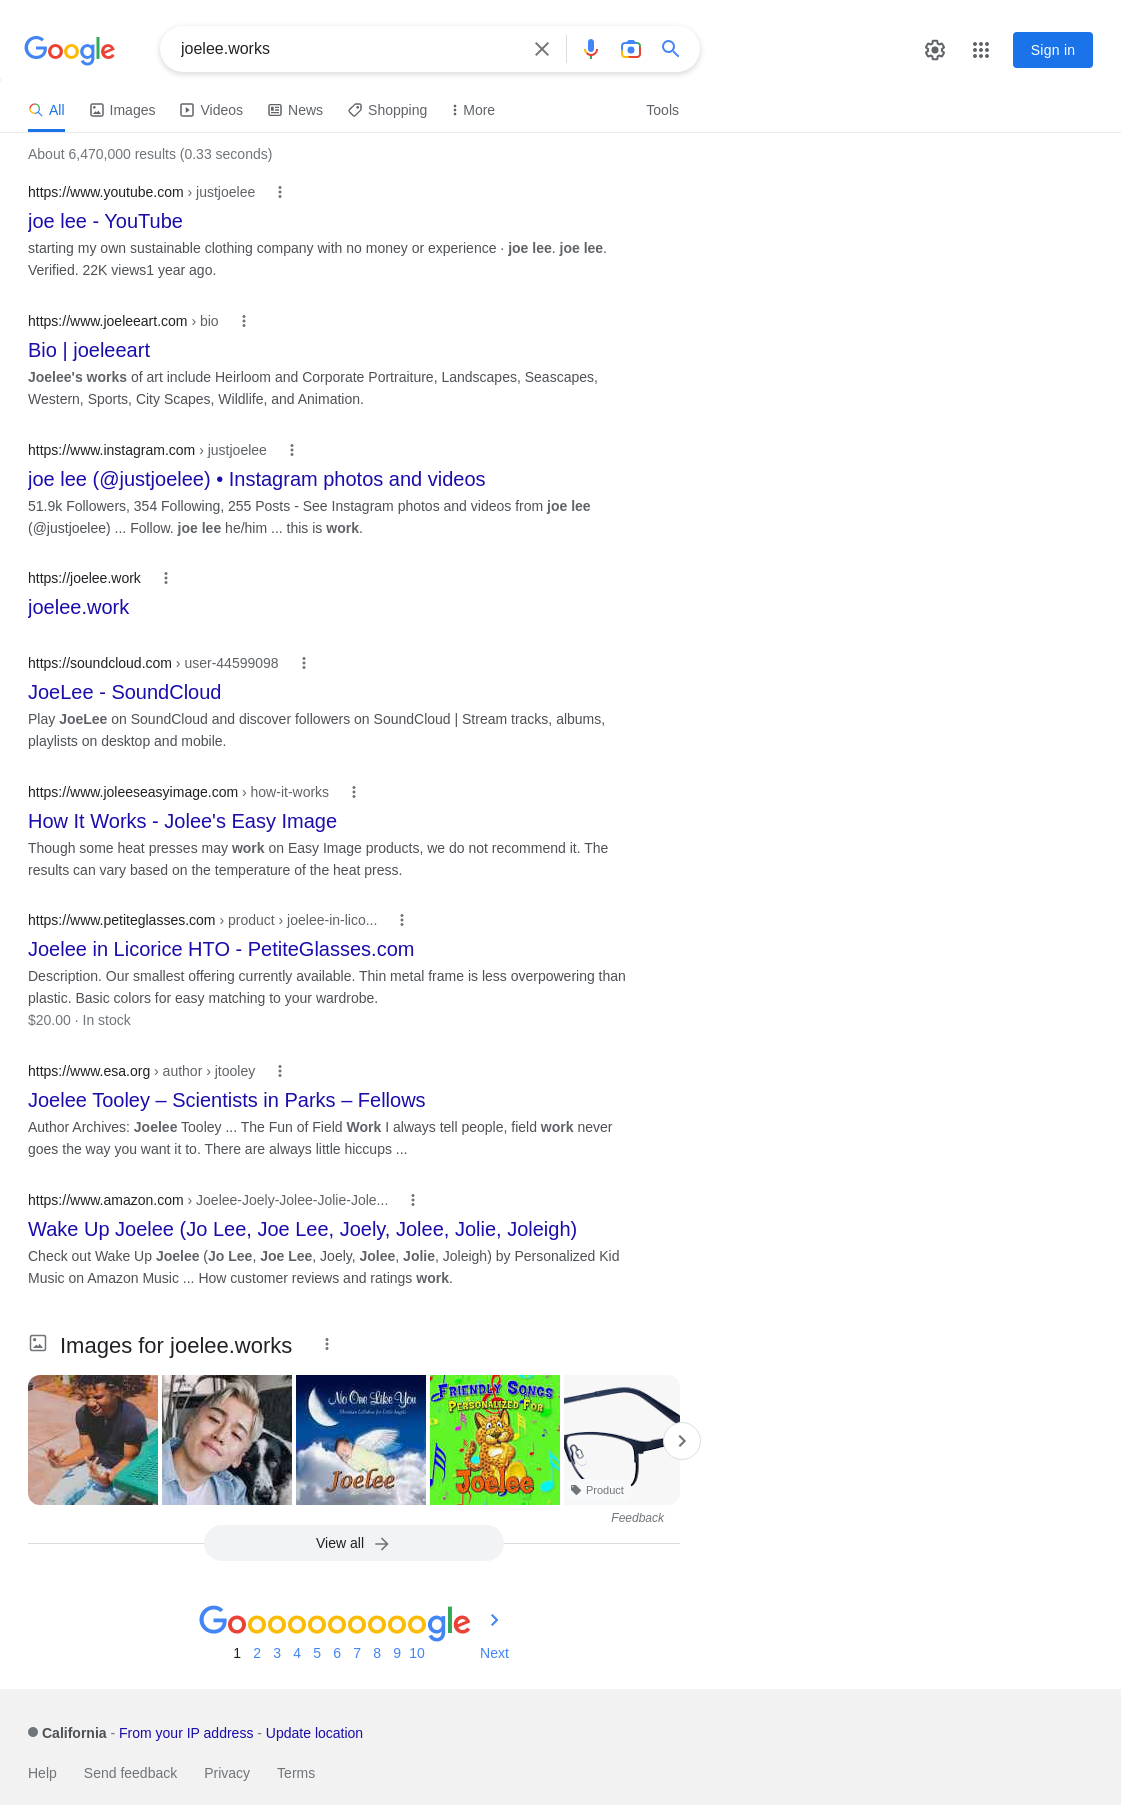 Google
joelee.works
Sign in
All
Images
Videos
News
Shopping
More
Tools
About 6,470,000 results (0.33 seconds)
https://www.youtube.com › justjoelee
joe lee - YouTube
starting my own sustainable clothing company with no money or experience · joe lee. joe lee.
Verified. 22K views1 year ago.
https://www.joeleeart.com › bio
Bio | joeleeart
Joelee's works of art include Heirloom and Corporate Portraiture, Landscapes, Seascapes,
Western, Sports, City Scapes, Wildlife, and Animation.
https://www.instagram.com › justjoelee
joe lee (@justjoelee) • Instagram photos and videos
51.9k Followers, 354 Following, 255 Posts - See Instagram photos and videos from joe lee
(@justjoelee) ... Follow. joe lee he/him ... this is work.
https://joelee.work
joelee.work
https://soundcloud.com › user-44599098
JoeLee - SoundCloud
Play JoeLee on SoundCloud and discover followers on SoundCloud | Stream tracks, albums,
playlists on desktop and mobile.
https://www.joleeseasyimage.com › how-it-works
How It Works - Jolee's Easy Image
Though some heat presses may work on Easy Image products, we do not recommend it. The
results can vary based on the temperature of the heat press.
https://www.petiteglasses.com › product › joelee-in-lico...
Joelee in Licorice HTO - PetiteGlasses.com
Description. Our smallest offering currently available. Thin metal frame is less overpowering than
plastic. Basic colors for easy matching to your wardrobe.
$20.00 · In stock
https://www.esa.org › author › jtooley
Joelee Tooley – Scientists in Parks – Fellows
Author Archives: Joelee Tooley ... The Fun of Field Work I always tell people, field work never
goes the way you want it to. There are always little hiccups ...
https://www.amazon.com › Joelee-Joely-Jolee-Jolie-Jole...
Wake Up Joelee (Jo Lee, Joe Lee, Joely, Jolee, Jolie, Joleigh)
Check out Wake Up Joelee (Jo Lee, Joe Lee, Joely, Jolee, Jolie, Joleigh) by Personalized Kid
Music on Amazon Music ... How customer reviews and ratings work.
Images for joelee.works
No One Like You
Christian Lullabies for Little Angels
Joelee
FRIENDLY SONGS
PERSONALIZED FOR
Joelee
Product
Feedback
View all
Goooooooooogle
1 2 3 4 5 6 7 8 9 10 Next
California - From your IP address - Update location
Help Send feedback Privacy Terms